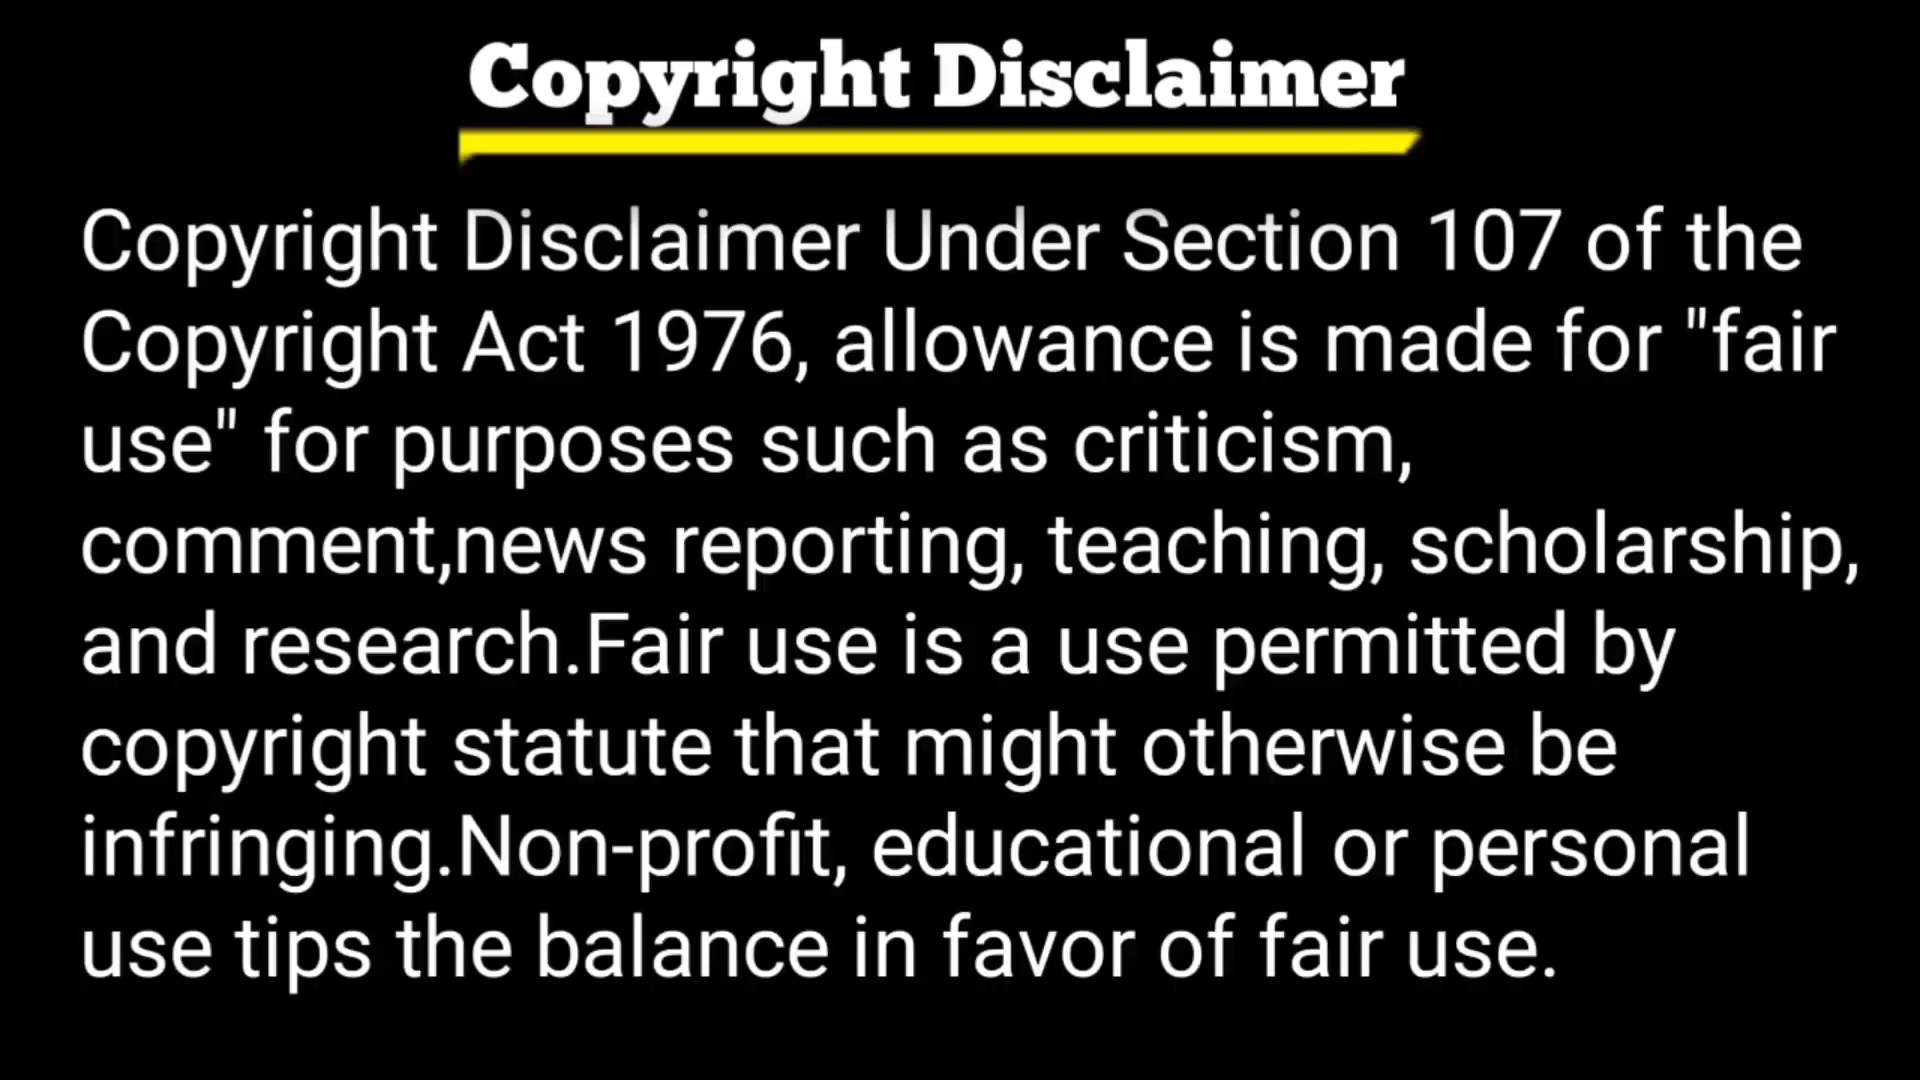 Copyright Disclaimer
Copyright Disclaimer Under Section 107 of the
Copyright Act 1976, allowance is made for "fair
use" for purposes such as criticism,
comment,news reporting, teaching, scholarship,
and research.Fair use is a use permitted by
copyright statute that might otherwise be
infringing.Non-profit, educational or personal
use tips the balance in favor of fair use.